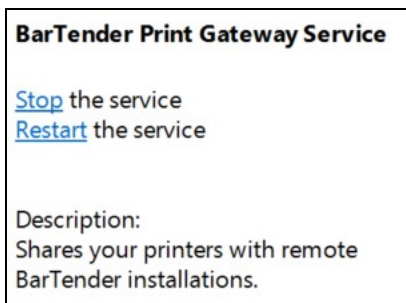 BarTender Print Gateway Service
Stop the service
Restart the service
Description:
Shares your printers with remote
BarTender installations.